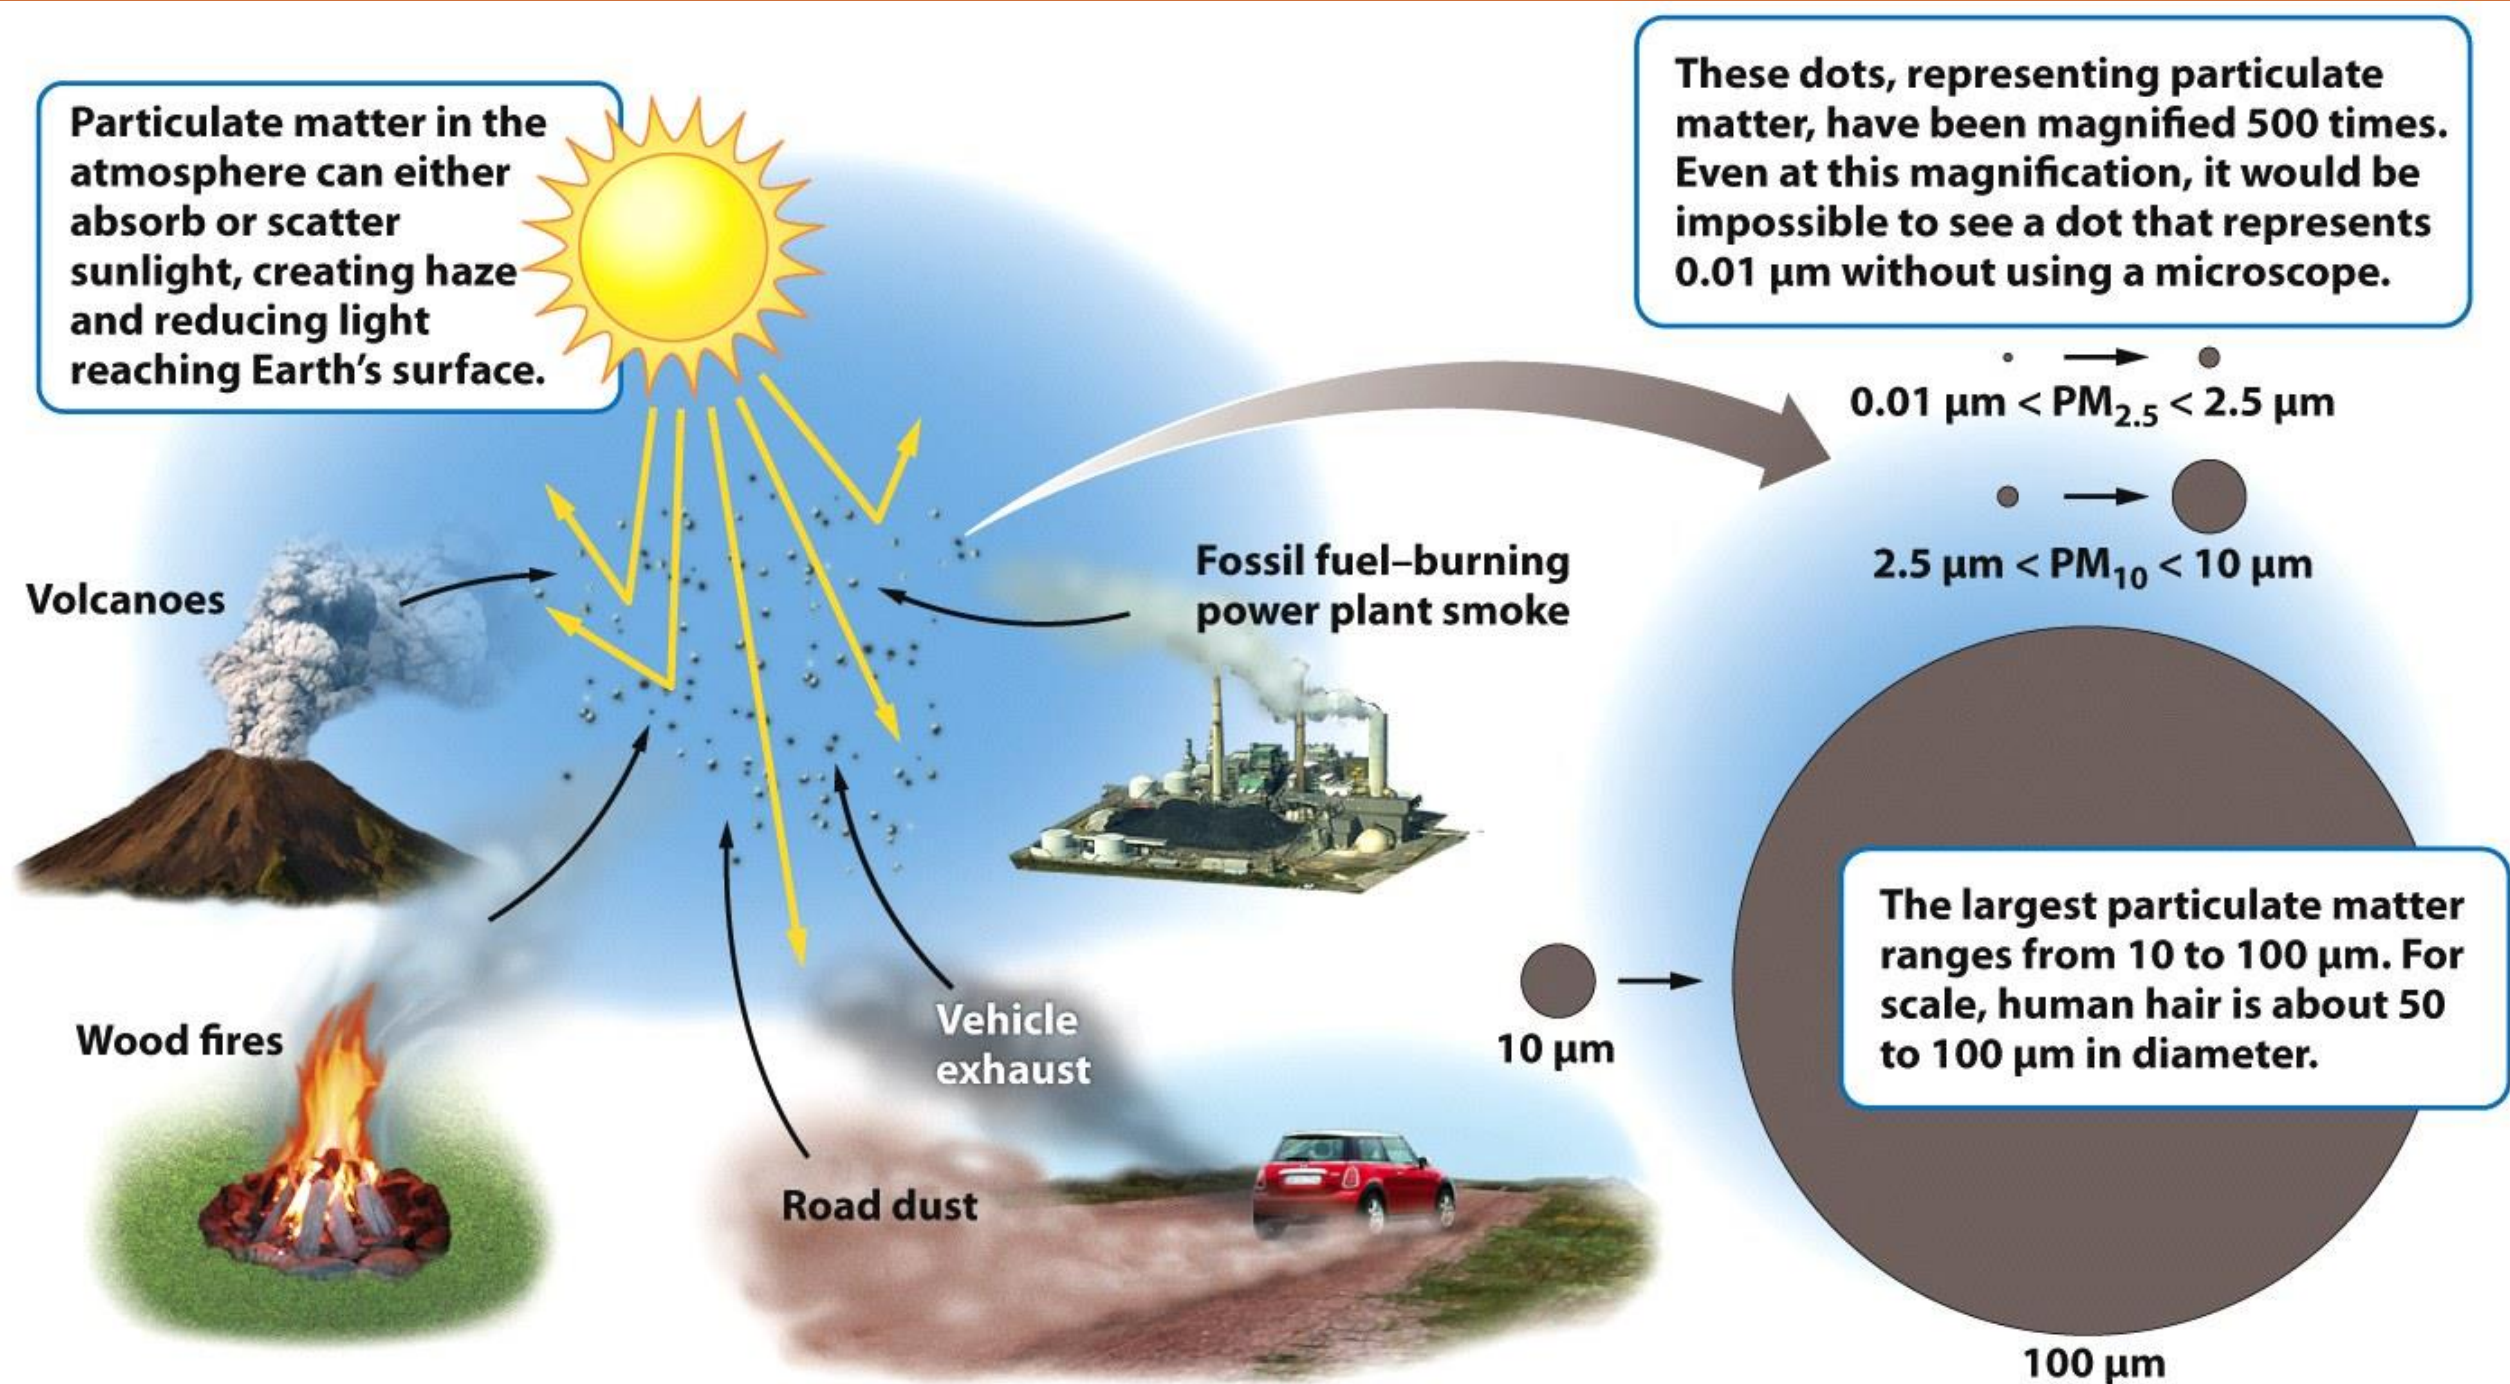 Particulate matter in the
atmosphere can either
absorb or scatter
sunlight, creating haze
and reducing light
reaching Earth's surface.
These dots, representing particulate
matter, have been magnified 500 times.
Even at this magnification, it would be
impossible to see a dot that represents
0.01 μm without using a microscope.
0.01 μm < PM2.5 < 2.5 μm
2.5 μm < PM10 < 10 μm
Volcanoes
Fossil fuel–burning
power plant smoke
Wood fires
Vehicle
exhaust
Road dust
10 μm
The largest particulate matter
ranges from 10 to 100 μm. For
scale, human hair is about 50
to 100 μm in diameter.
100 μm